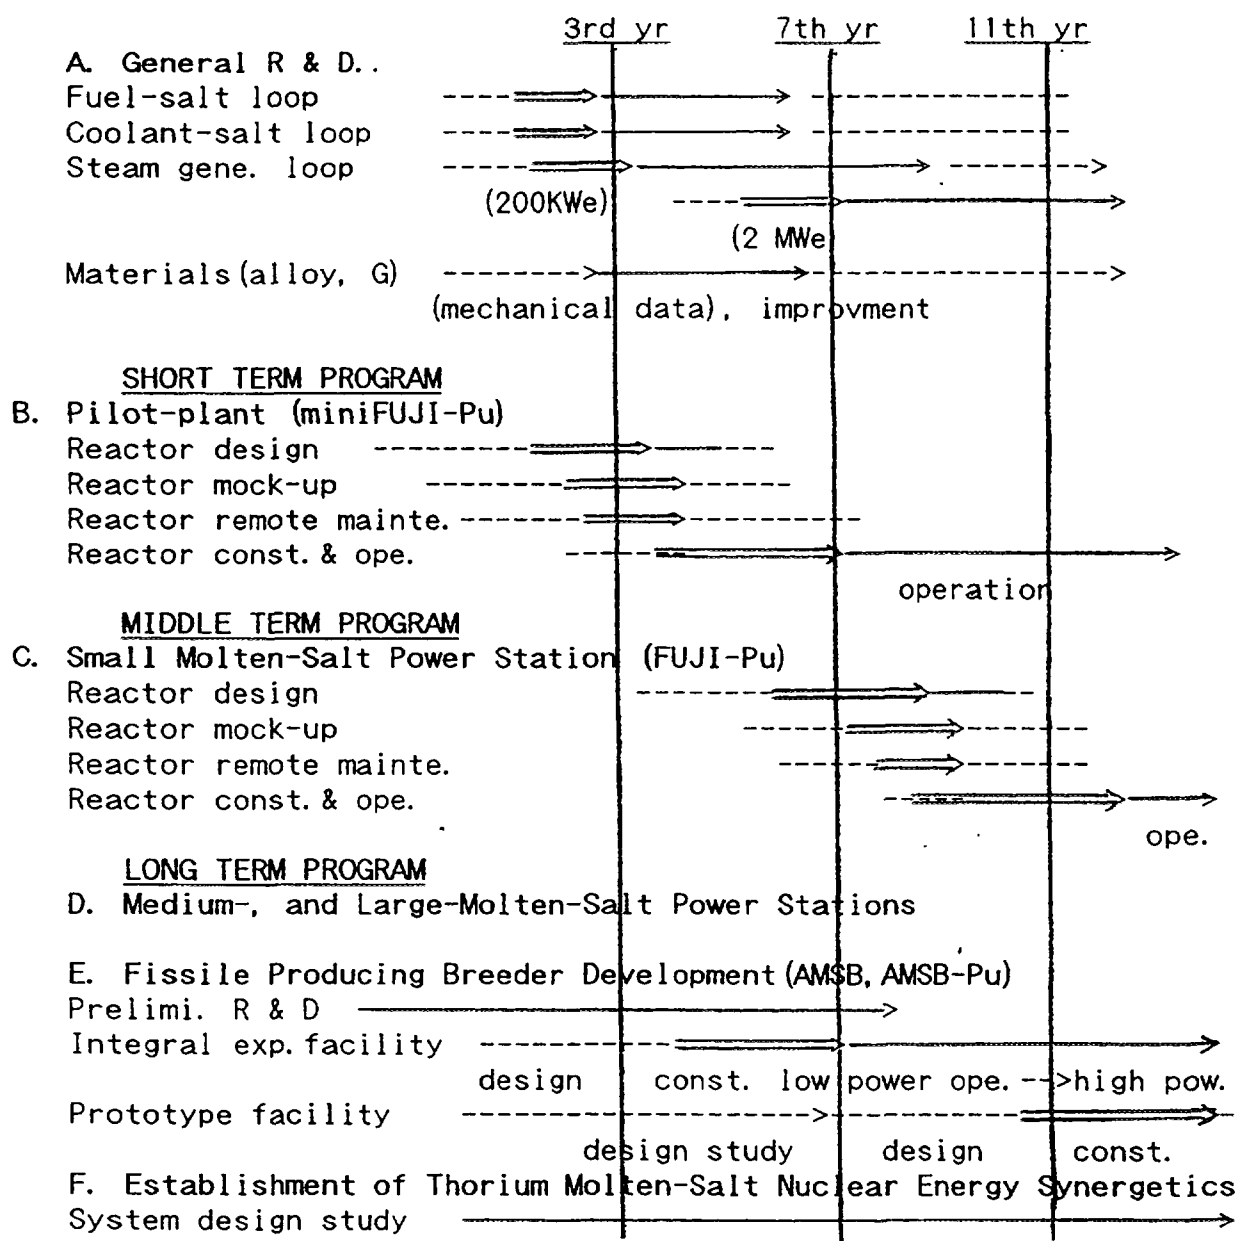 3rd yr 7th yr 11th yr
A. General R & D..
Fuel-salt loop
Coolant-salt loop
Steam gene. loop
(200KWe)
(2 MWe
Materials(alloy, G)
(mechanical data), improvment
SHORT TERM PROGRAM
B. Pilot-plant (miniFUJI-Pu)
Reactor design
Reactor mock-up
Reactor remote mainte.
Reactor const. & ope.
operation
MIDDLE TERM PROGRAM
C. Small Molten-Salt Power Station (FUJI-Pu)
Reactor design
Reactor mock-up
Reactor remote mainte.
Reactor const. & ope.
ope.
LONG TERM PROGRAM
D. Medium-, and Large-Molten-Salt Power Stations
E. Fissile Producing Breeder Development(AMSB, AMSB-Pu)
Prelimi. R & D
Integral exp. facility
design const. low power ope. -->high pow.
Prototype facility
design study design const.
F. Establishment of Thorium Molten-Salt Nuclear Energy Synergetics
System design study